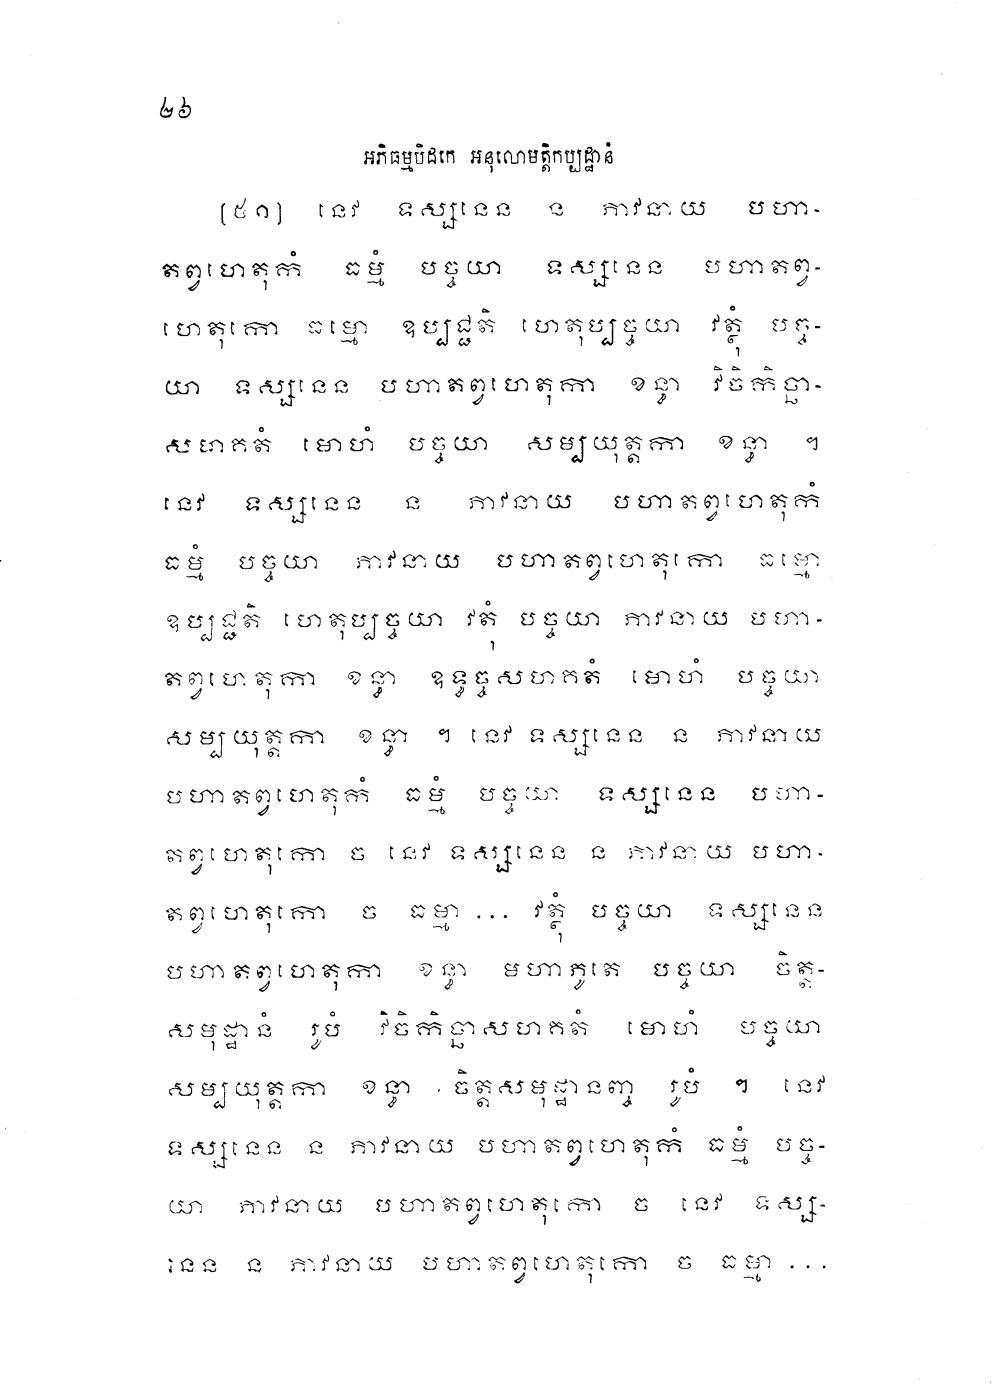 ២៦
អភិធម្មបិដកេ អនុលោមត្តិកប្បដ្ឋានំ
[៥១] នេវ ទស្សនេន ន ភាវនាយ បហា-
តព្វហេតុកំ ធម្មំ បច្ចយា ទស្សនេន បហាតព្វ-
ហេតុកោ ធម្មោ ឧប្បជ្ជតិ ហេតុប្បច្ចយា វត្ថុំ បច្ច-
យា ទស្សនេន បហាតព្វហេតុកា ខន្ធា វិចិកិច្ឆា-
សហគតំ មោហំ បច្ចយា សម្បយុត្តកា ខន្ធា ។
នេវ ទស្សនេន ន ភាវនាយ បហាតព្វហេតុកំ
ធម្មំ បច្ចយា ភាវនាយ បហាតព្វហេតុកោ ធម្មោ
ឧប្បជ្ជតិ ហេតុប្បច្ចយា វត្ថុំ បច្ចយា ភាវនាយ បហា-
តព្វហេតុកា ខន្ធា ឧទ្ធច្ចសហគតំ មោហំ បច្ចយា
សម្បយុត្តកា ខន្ធា ។ នេវ ទស្សនេន ន ភាវនាយ
បហាតព្វហេតុកំ ធម្មំ បច្ចយា ទស្សនេន បហា-
តព្វហេតុកោ ច នេវ ទស្សនេន ន ភាវនាយ បហា-
តព្វហេតុកោ ច ធម្មា ... វត្ថុំ បច្ចយា ទស្សនេន
បហាតព្វហេតុកា ខន្ធា មហាភូតេ បច្ចយា ចិត្ត-
សមុដ្ឋានំ រូបំ វិចិកិច្ឆាសហគតំ មោហំ បច្ចយា
សម្បយុត្តកា ខន្ធា ចិត្តសមុដ្ឋានញ្ច រូបំ ។ នេវ
ទស្សនេន ន ភាវនាយ បហាតព្វហេតុកំ ធម្មំ បច្ច-
យា ភាវនាយ បហាតព្វហេតុកោ ច នេវ ទស្ស-
នេន ន ភាវនាយ បហាតព្វហេតុកោ ច ធម្មា ...